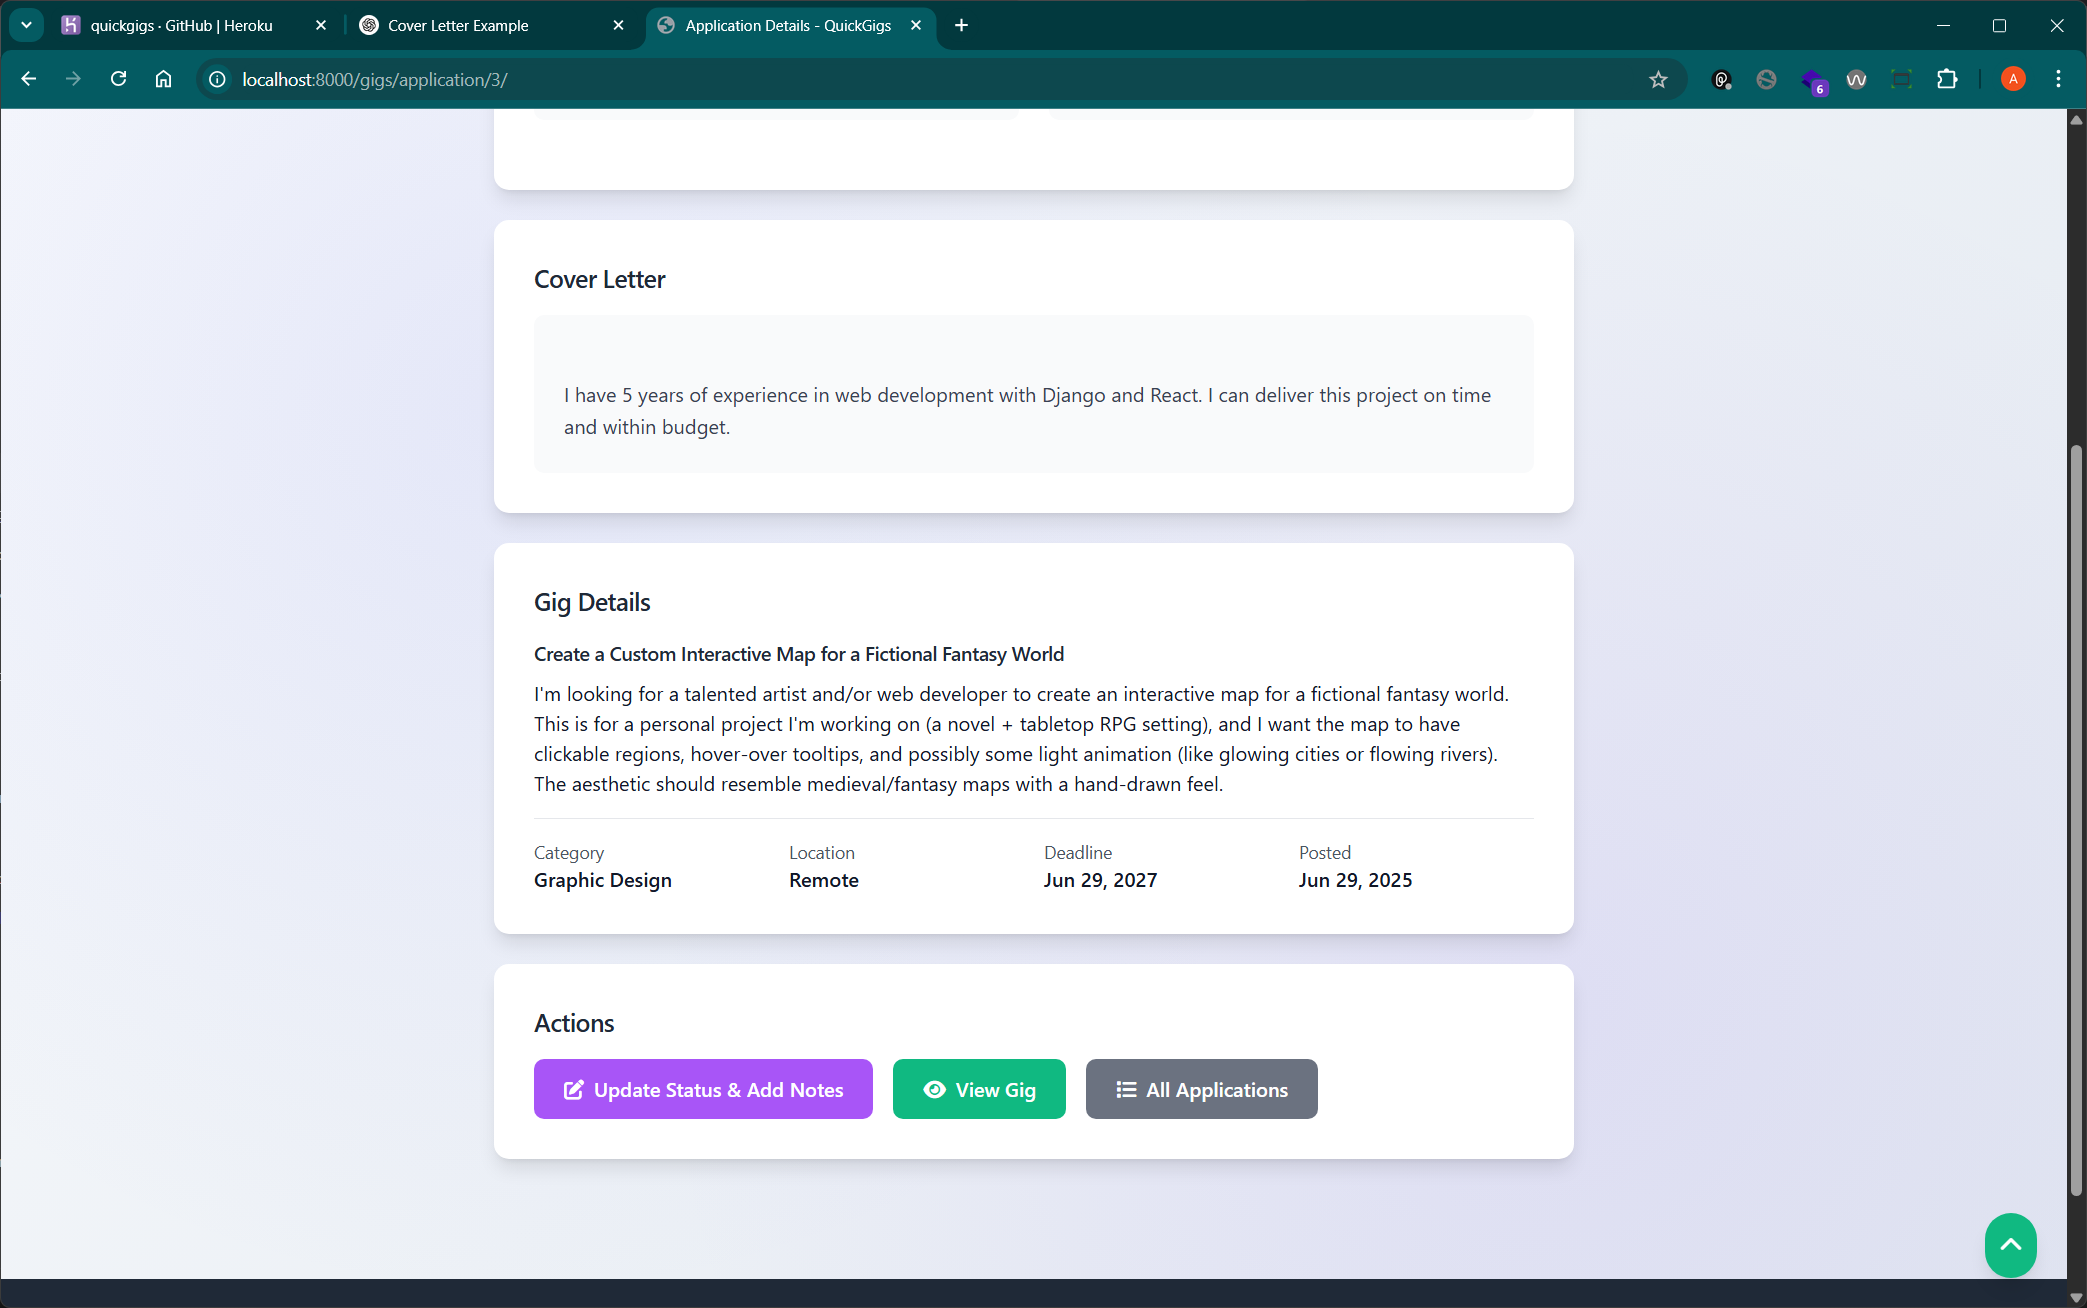 quickgigs · GitHub | Heroku
Cover Letter Example
Application Details - QuickGigs
localhost:8000/gigs/application/3/
6
A
Cover Letter
I have 5 years of experience in web development with Django and React. I can deliver this project on time
and within budget.
Gig Details
Create a Custom Interactive Map for a Fictional Fantasy World
I'm looking for a talented artist and/or web developer to create an interactive map for a fictional fantasy world.
This is for a personal project I'm working on (a novel + tabletop RPG setting), and I want the map to have
clickable regions, hover-over tooltips, and possibly some light animation (like glowing cities or flowing rivers).
The aesthetic should resemble medieval/fantasy maps with a hand-drawn feel.
Category Location Deadline Posted
Graphic Design Remote Jun 29, 2027 Jun 29, 2025
Actions
Update Status & Add Notes View Gig All Applications